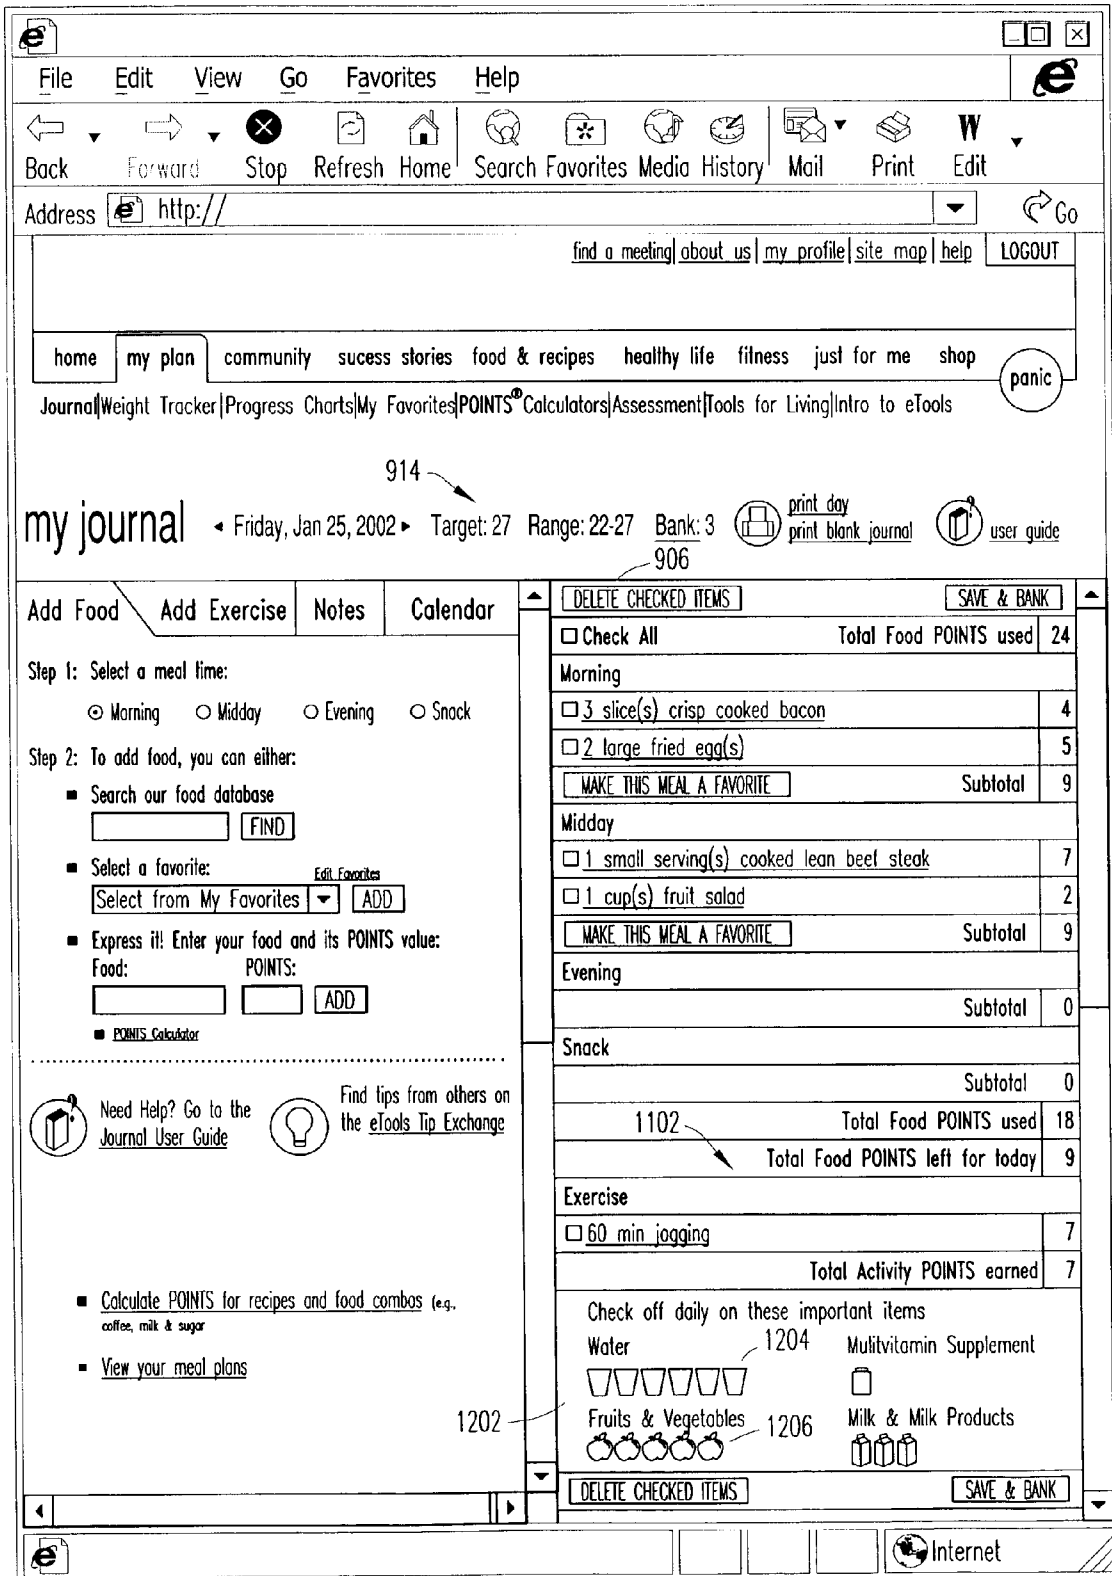 File Edit View Go Favorites Help
Back Forward Stop Refresh Home Search Favorites Media History Mail Print Edit
W
Address http:// Go
find a meeting|about us|my profile|site map|help LOGOUT
home my plan community sucess stories food & recipes healthy life fitness just for me shop
panic
Journal|Weight Tracker|Progress Charts|My Favorites|POINTS® Calculators|Assessment|Tools for Living|Intro to eTools
914
my journal ◂ Friday, Jan 25, 2002 ▸ Target: 27 Range: 22-27 Bank: 3
print day
print blank journal
user guide
906
Add Food Add Exercise Notes Calendar
Step 1: Select a meal time:
Morning Midday Evening Snack
Step 2: To add food, you can either:
■ Search our food database
FIND
■ Select a favorite: Edit Favorites
Select from My Favorites ADD
■ Express it! Enter your food and its POINTS value:
Food: POINTS:
ADD
■ POINTS Calculator
Need Help? Go to the
Journal User Guide
Find tips from others on
the eTools Tip Exchange
■ Calculate POINTS for recipes and food combos (e.g.,
coffee, milk & sugar
■ View your meal plans
DELETE CHECKED ITEMS SAVE & BANK
Check All Total Food POINTS used 24
Morning
3 slice(s) crisp cooked bacon 4
2 large fried egg(s) 5
MAKE THIS MEAL A FAVORITE Subtotal 9
Midday
1 small serving(s) cooked lean beef steak 7
1 cup(s) fruit salad 2
MAKE THIS MEAL A FAVORITE Subtotal 9
Evening
Subtotal 0
Snack
Subtotal 0
1102 Total Food POINTS used 18
Total Food POINTS left for today 9
Exercise
60 min jogging 7
Total Activity POINTS earned 7
Check off daily on these important items
Water 1204 Mulitvitamin Supplement
1202
Fruits & Vegetables 1206 Milk & Milk Products
DELETE CHECKED ITEMS SAVE & BANK
Internet